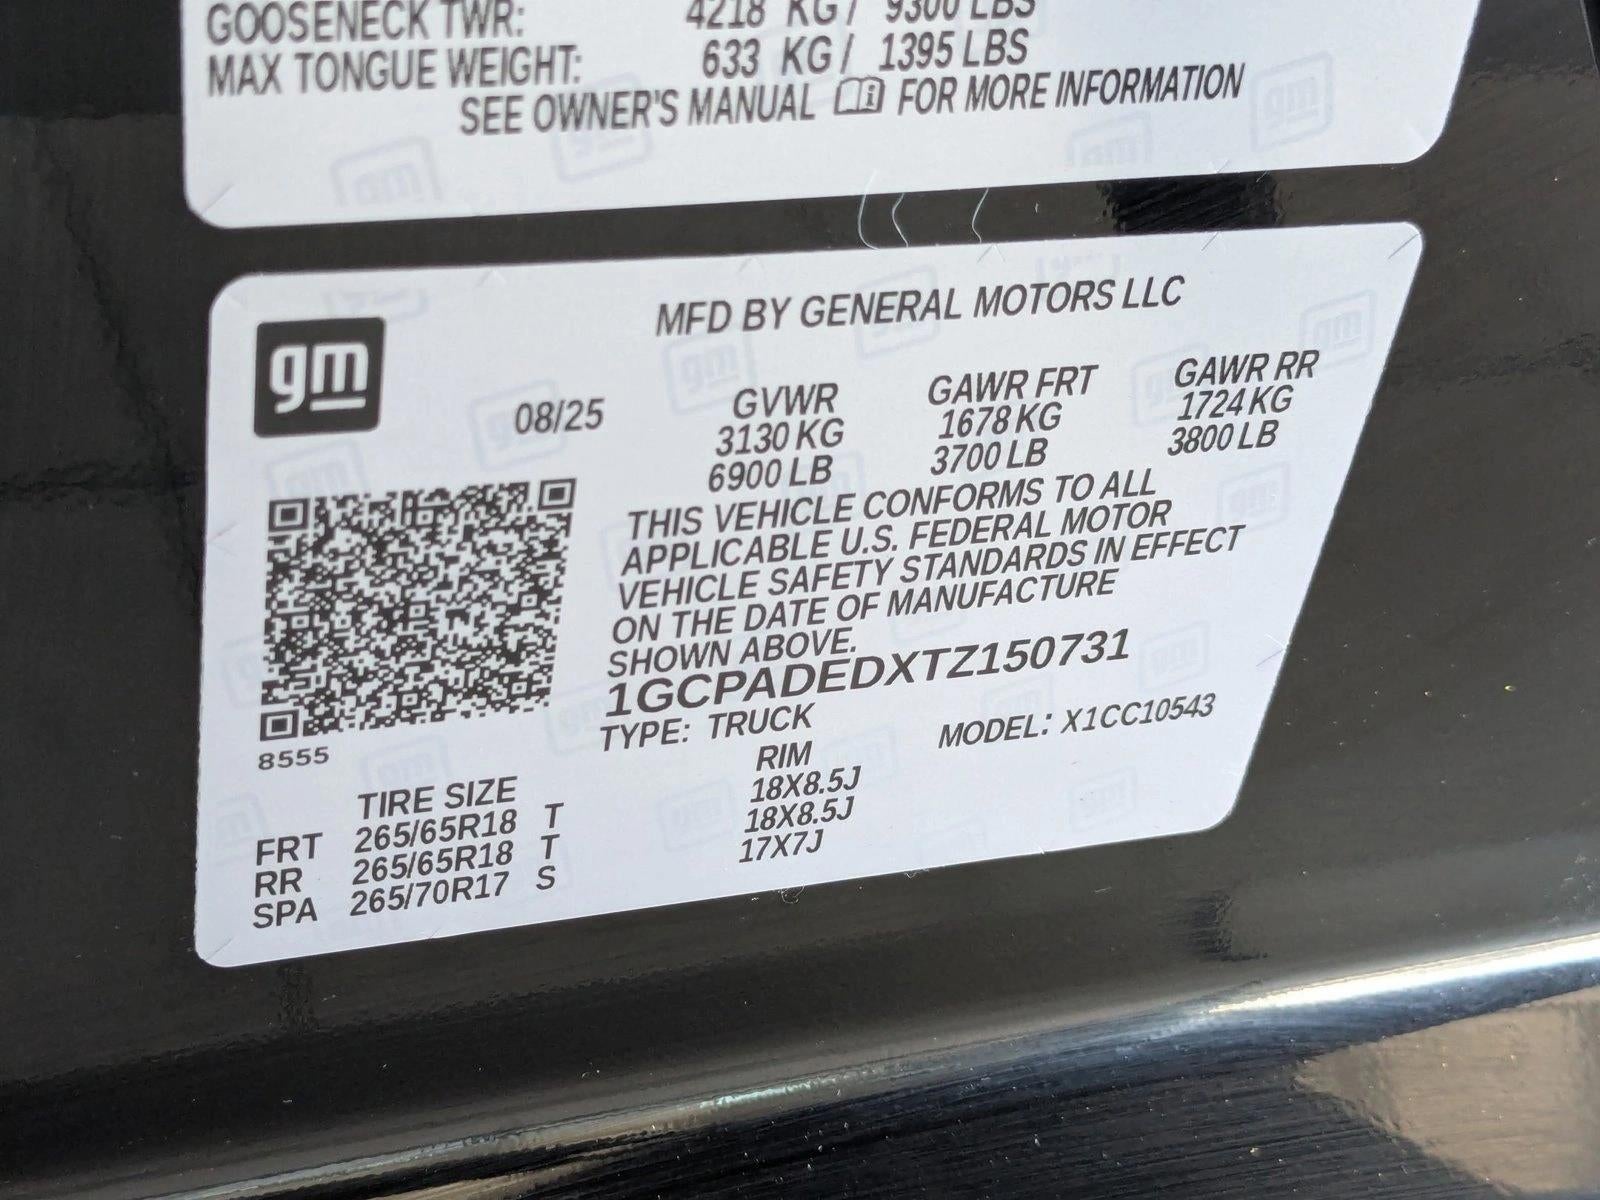 GOOSENECK TWR: 4218 KG / 9300 LBS
MAX TONGUE WEIGHT: 633 KG / 1395 LBS
SEE OWNER'S MANUAL FOR MORE INFORMATION
gm
MFD BY GENERAL MOTORS LLC
08/25 GVWR GAWR FRT GAWR RR
3130 KG 1678 KG 1724 KG
6900 LB 3700 LB 3800 LB
THIS VEHICLE CONFORMS TO ALL
APPLICABLE U.S. FEDERAL MOTOR
VEHICLE SAFETY STANDARDS IN EFFECT
ON THE DATE OF MANUFACTURE
SHOWN ABOVE.
1GCPADEDXTZ150731
TYPE: TRUCK MODEL: X1CC10543
8555
TIRE SIZE RIM
FRT 265/65R18 T 18X8.5J
RR 265/65R18 T 18X8.5J
SPA 265/70R17 S 17X7J